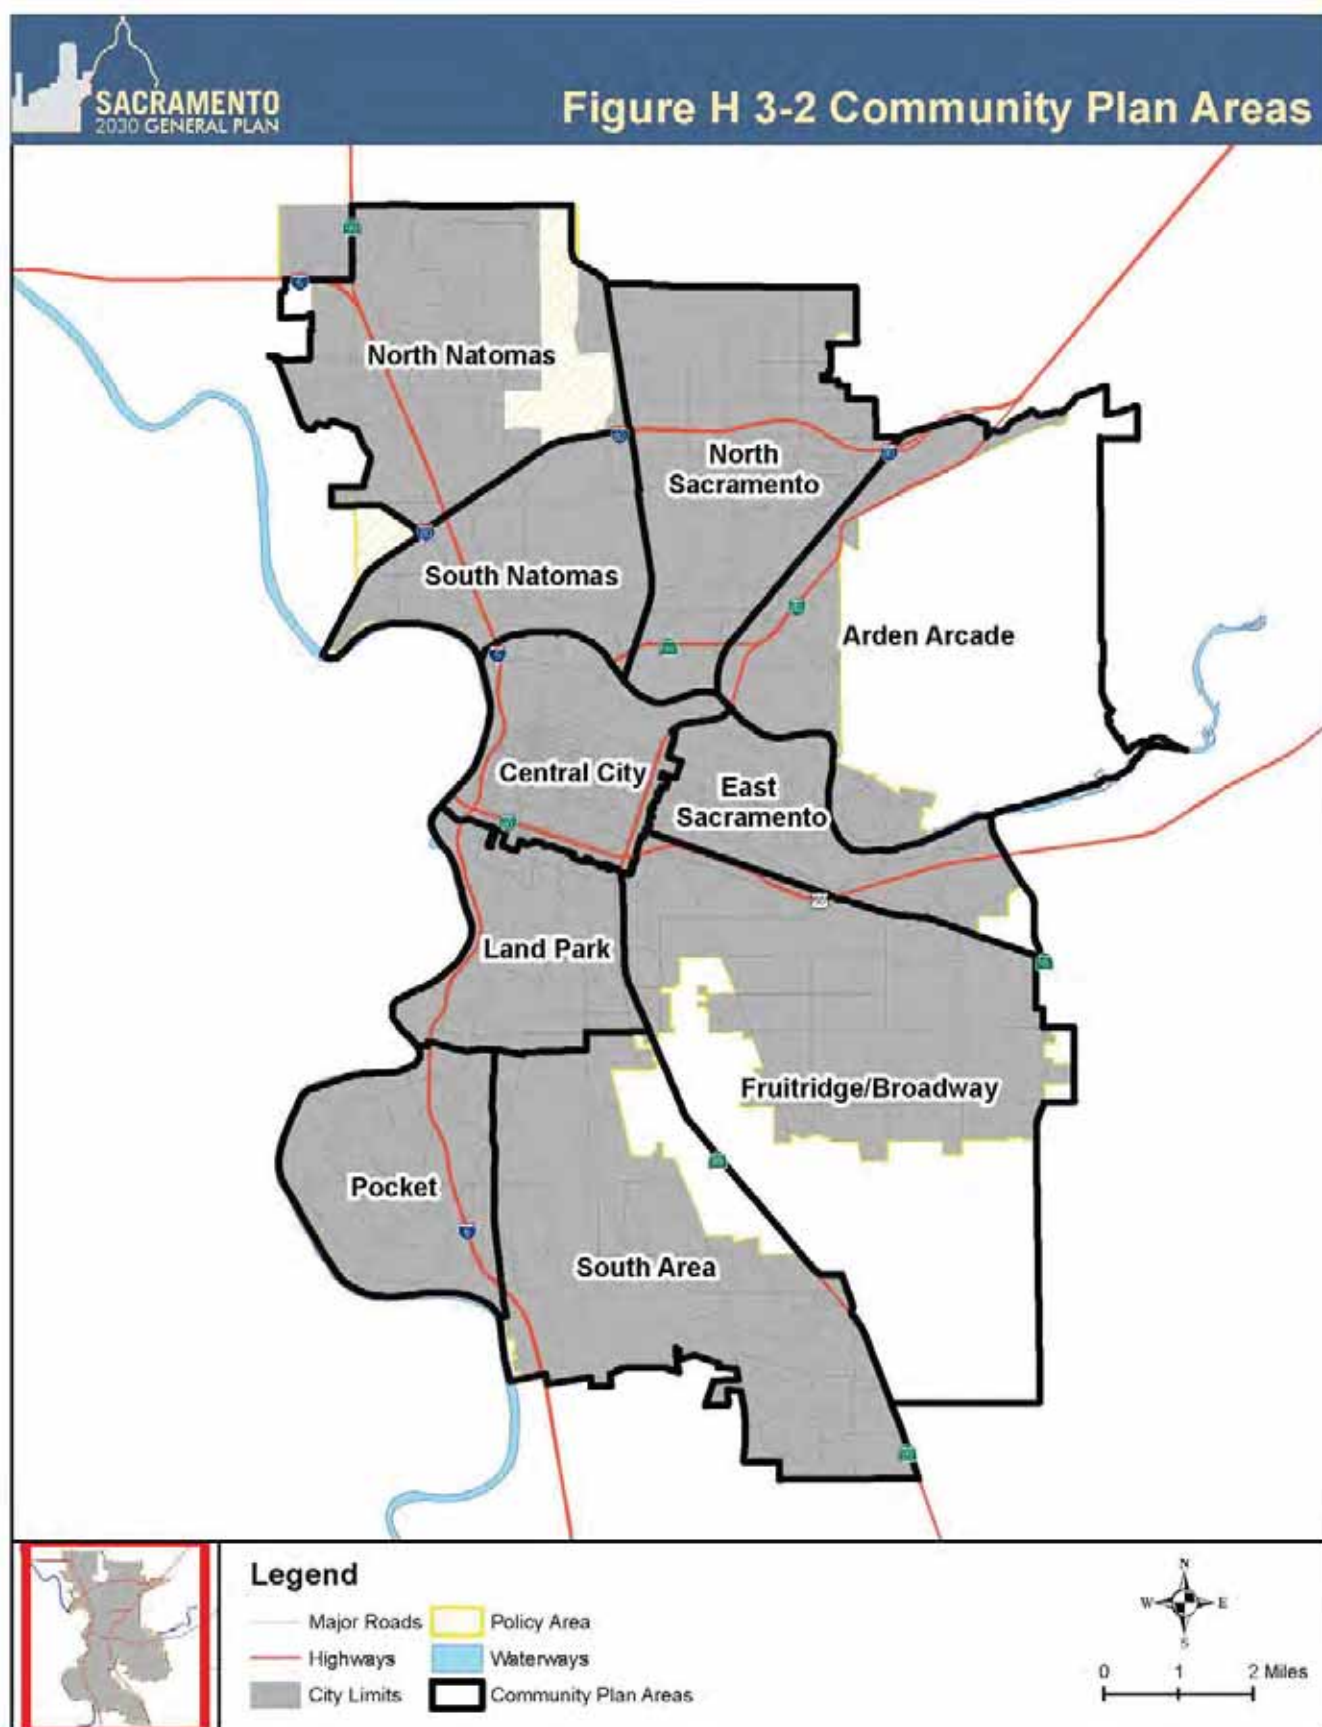 SACRAMENTO
2030 GENERAL PLAN
Figure H 3-2 Community Plan Areas
North Natomas
North
Sacramento
South Natomas
Arden Arcade
Central City
East
Sacramento
Land Park
Fruitridge/Broadway
Pocket
South Area
Legend
Major Roads
Policy Area
Highways
Waterways
City Limits
Community Plan Areas
N
W
E
S
0 1 2 Miles